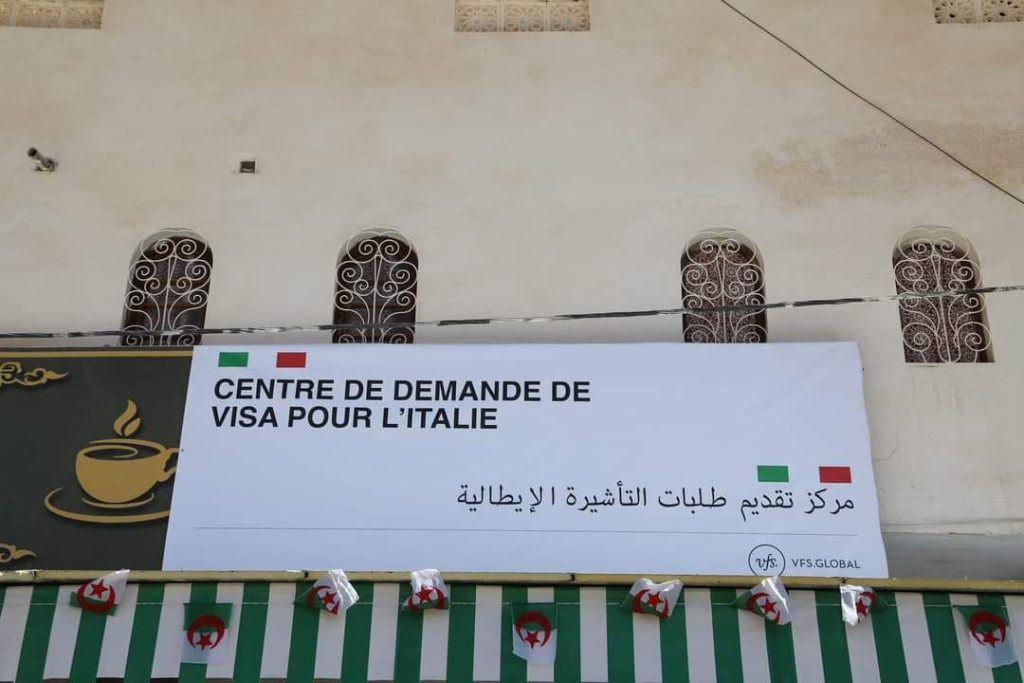 CENTRE DE DEMANDE DE
VISA POUR L'ITALIE
مركز تقديم طلبات التأشيرة الإيطالية
vfs. VFS.GLOBAL